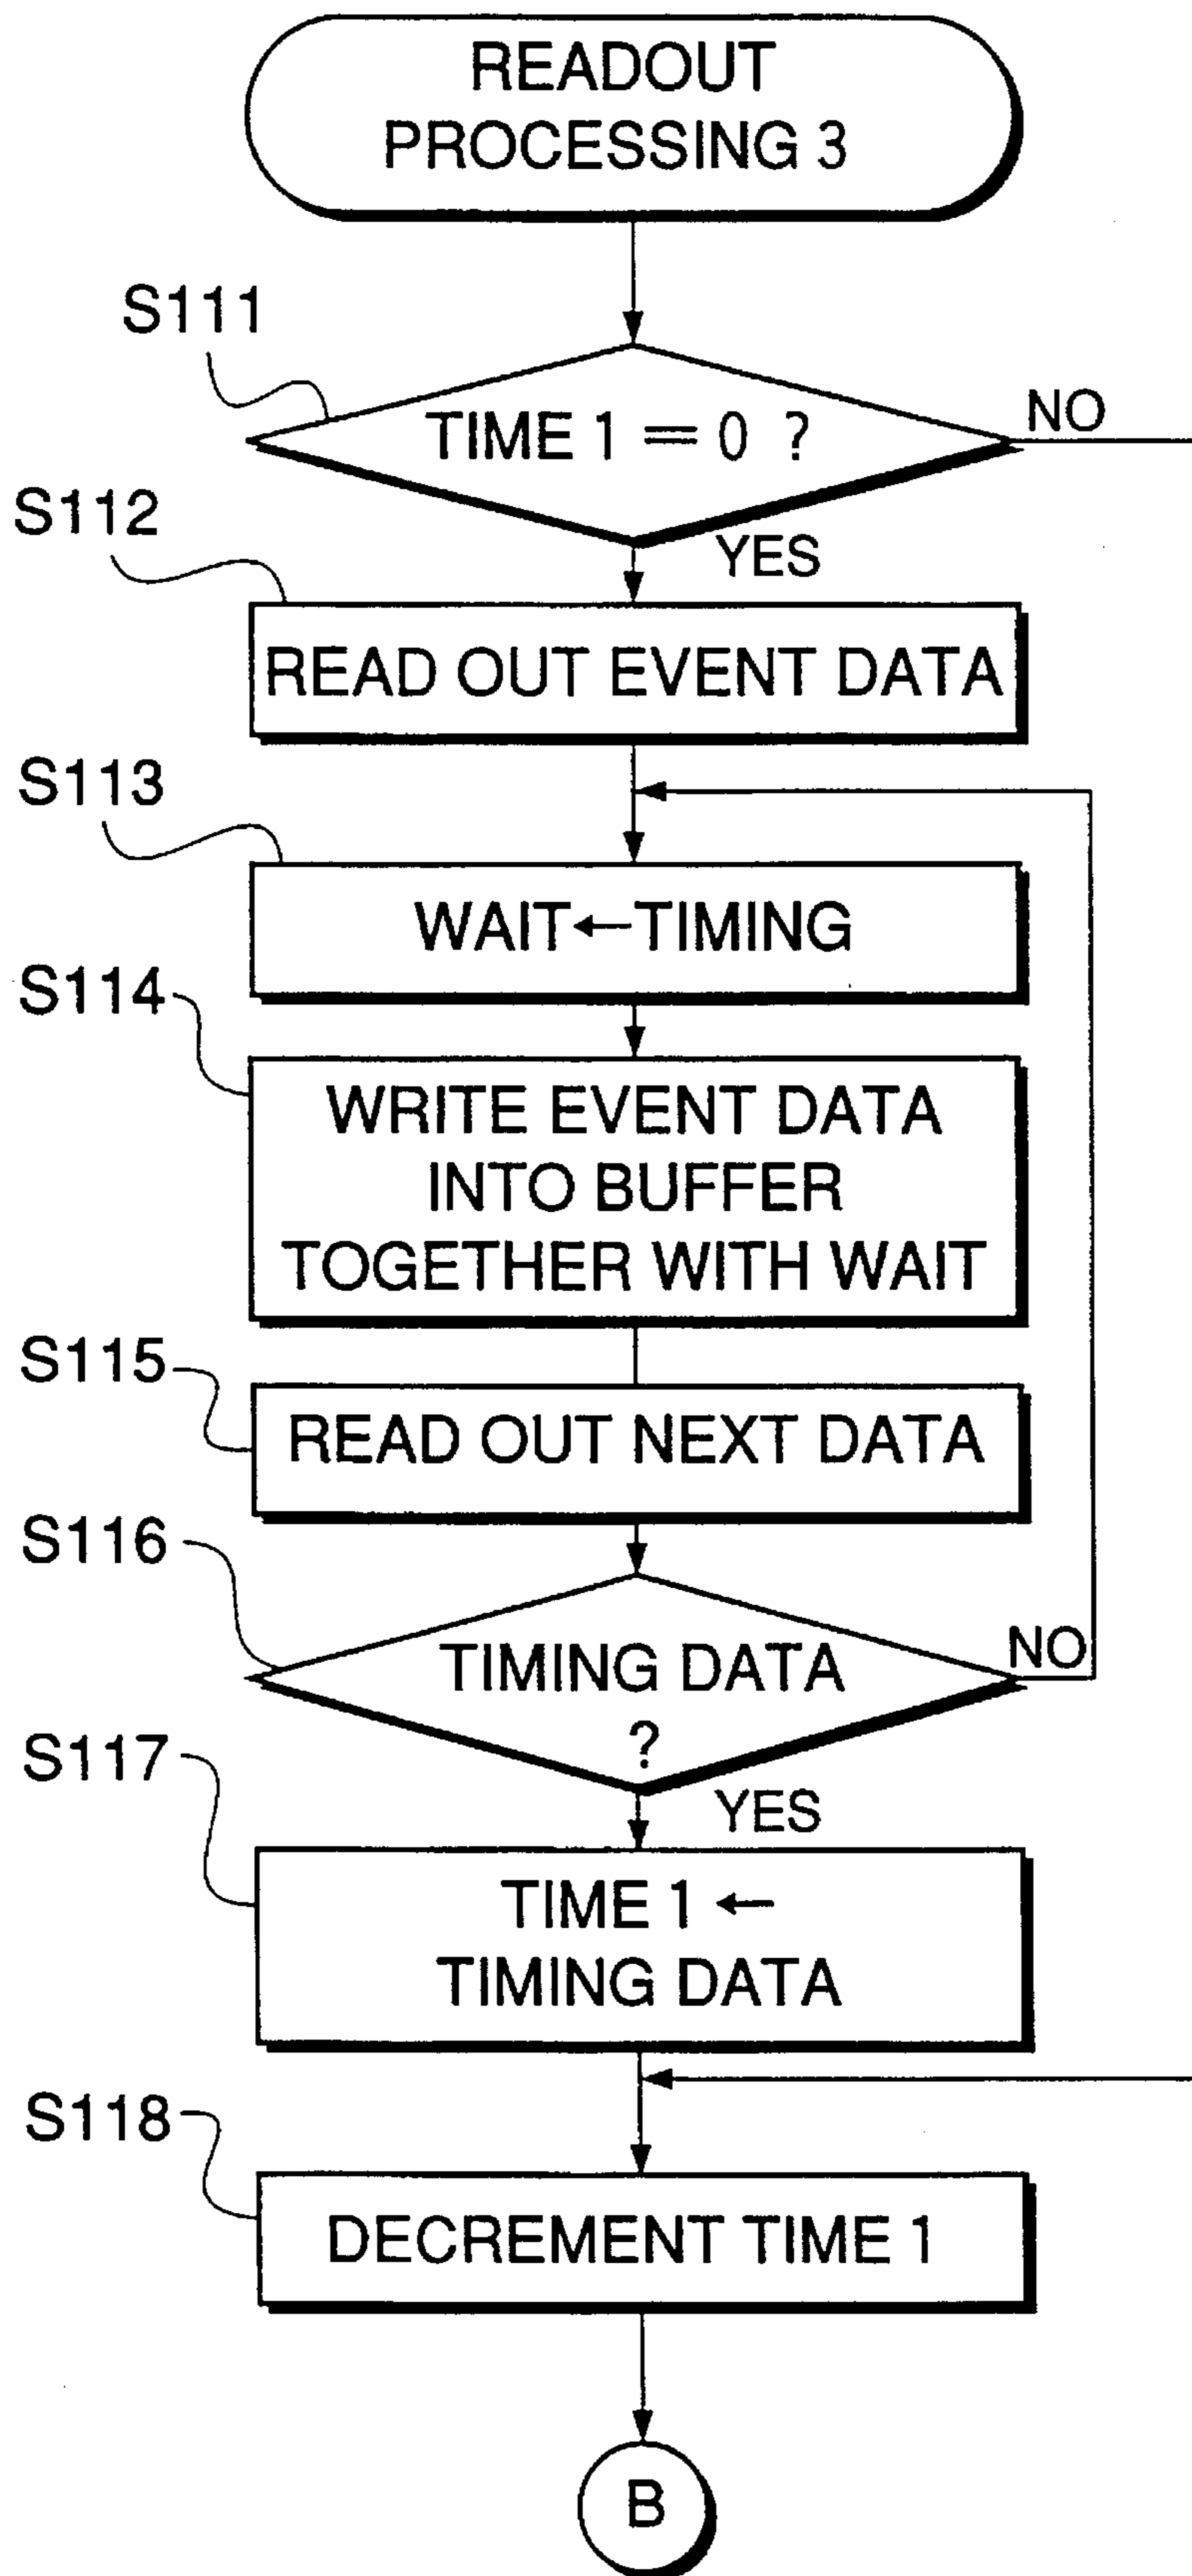 READOUT
PROCESSING 3
S111
TIME 1 = 0 ?
NO
S112
YES
READ OUT EVENT DATA
S113
WAIT←TIMING
S114
WRITE EVENT DATA
INTO BUFFER
TOGETHER WITH WAIT
S115
READ OUT NEXT DATA
S116
TIMING DATA
?
NO
S117
YES
TIME 1 ←
TIMING DATA
S118
DECREMENT TIME 1
B